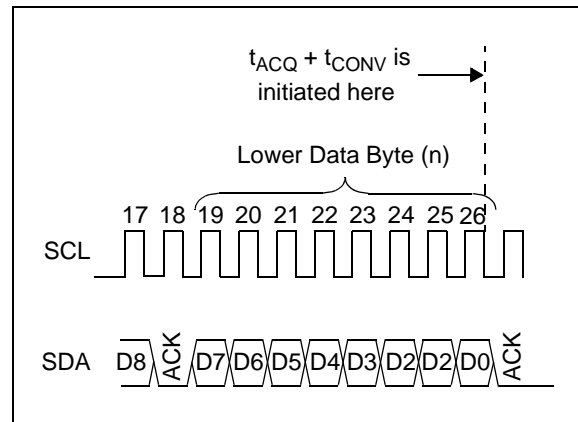 tACQ + tCONV is
initiated here
Lower Data Byte (n)
17 18 19 20 21 22 23 24 25 26
SCL
SDA D8 ACK D7 D6 D5 D4 D3 D2 D2 D0 ACK